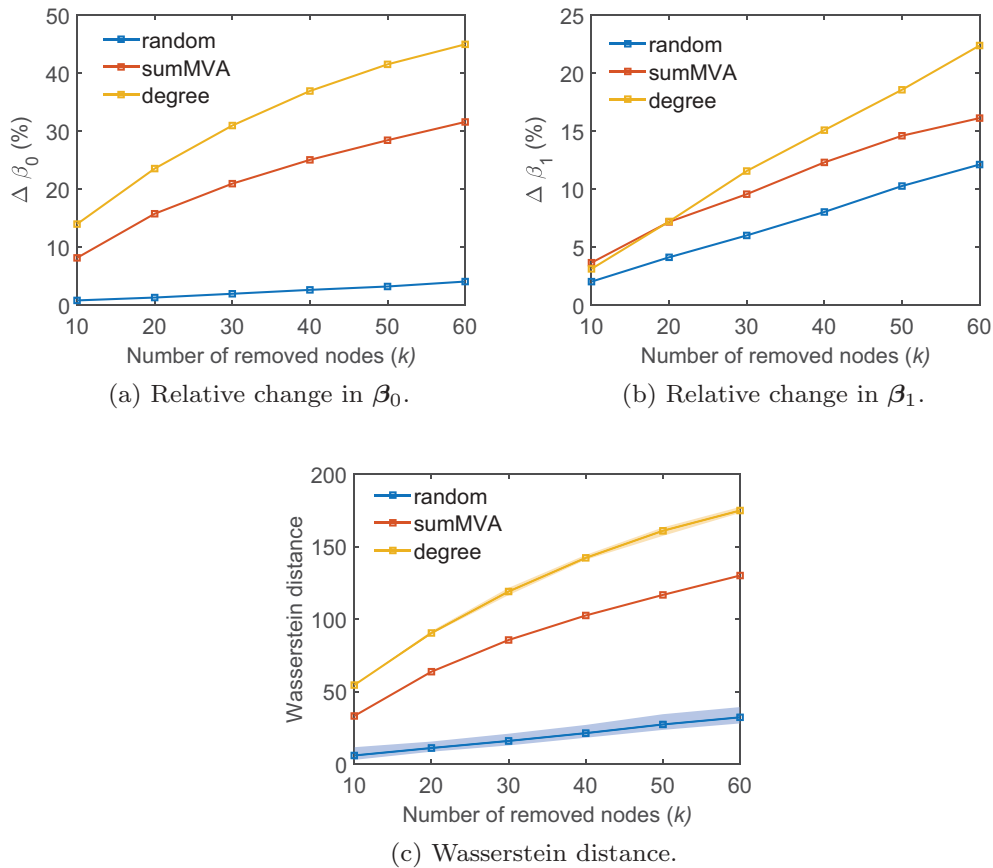 50
40
30
20
10
0
Δ β₀ (%)
random
sumMVA
degree
10 20 30 40 50 60
Number of removed nodes (k)
(a) Relative change in β₀.
25
20
15
10
5
0
Δ β₁ (%)
random
sumMVA
degree
10 20 30 40 50 60
Number of removed nodes (k)
(b) Relative change in β₁.
200
150
100
50
0
Wasserstein distance
random
sumMVA
degree
10 20 30 40 50 60
Number of removed nodes (k)
(c) Wasserstein distance.